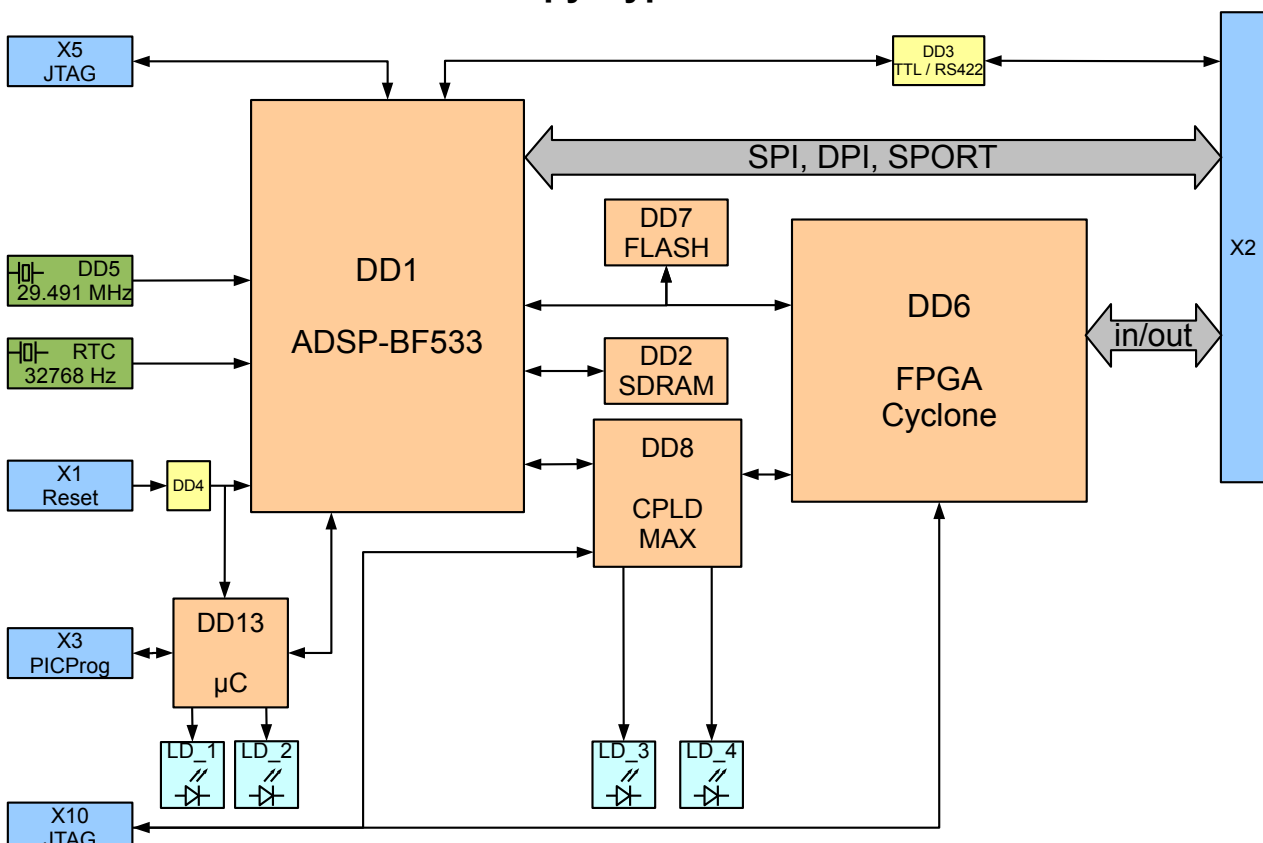 X5
JTAG
DD3
TTL / RS422
SPI, DPI, SPORT
DD7
FLASH
X2
DD5
29.491 MHz
DD1
ADSP-BF533
DD6
FPGA
Cyclone
in/out
RTC
32768 Hz
DD2
SDRAM
DD8
CPLD
MAX
X1
Reset
DD4
DD13
µC
X3
PICProg
LD_1
LD_2
LD_3
LD_4
X10
JTAG